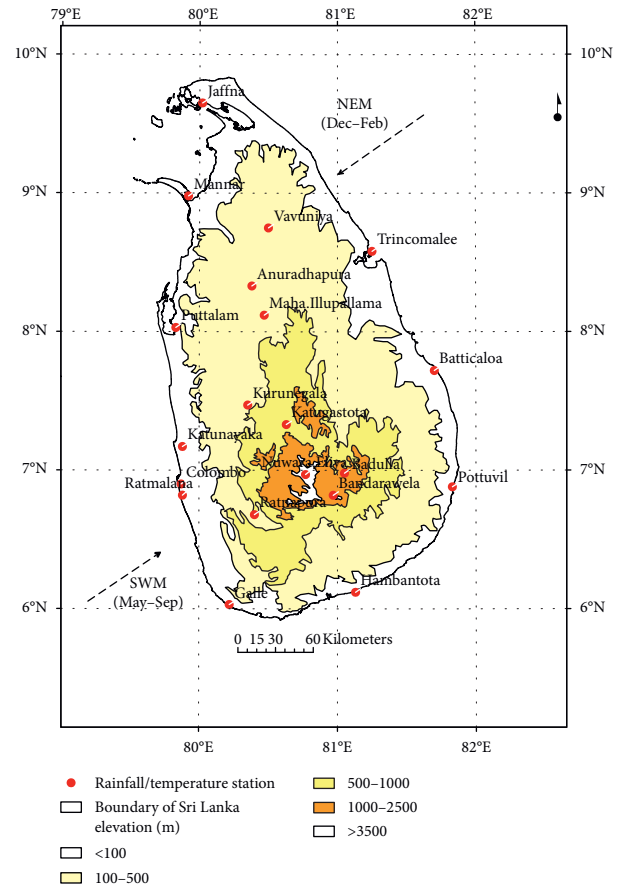 79°E 80°E 81°E 82°E
10°N 10°N
Jaffna
NEM
(Dec–Feb)
9°N 9°N
Mannar
Vavuniya
Trincomalee
Anuradhapura
Maha.Illupallama
8°N 8°N
Puttalam
Batticaloa
Kurunegala
Katugastota
Katunayaka
7°N 7°N
Nuwara Eliya Badulla
Colombo
Ratmalana Bandarawela Pottuvil
Ratnapura
SWM
(May–Sep)
Hambantota
6°N Galle 6°N
0 15 30 60 Kilometers
80°E 81°E 82°E
Rainfall/temperature station
Boundary of Sri Lanka
elevation (m)
<100
100–500
500–1000
1000–2500
>3500